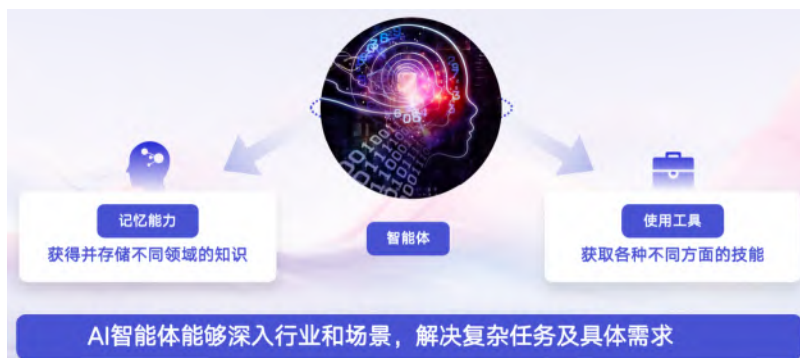 记忆能力
获得并存储不同领域的知识
智能体
使用工具
获取各种不同方面的技能
AI智能体能够深入行业和场景，解决复杂任务及具体需求